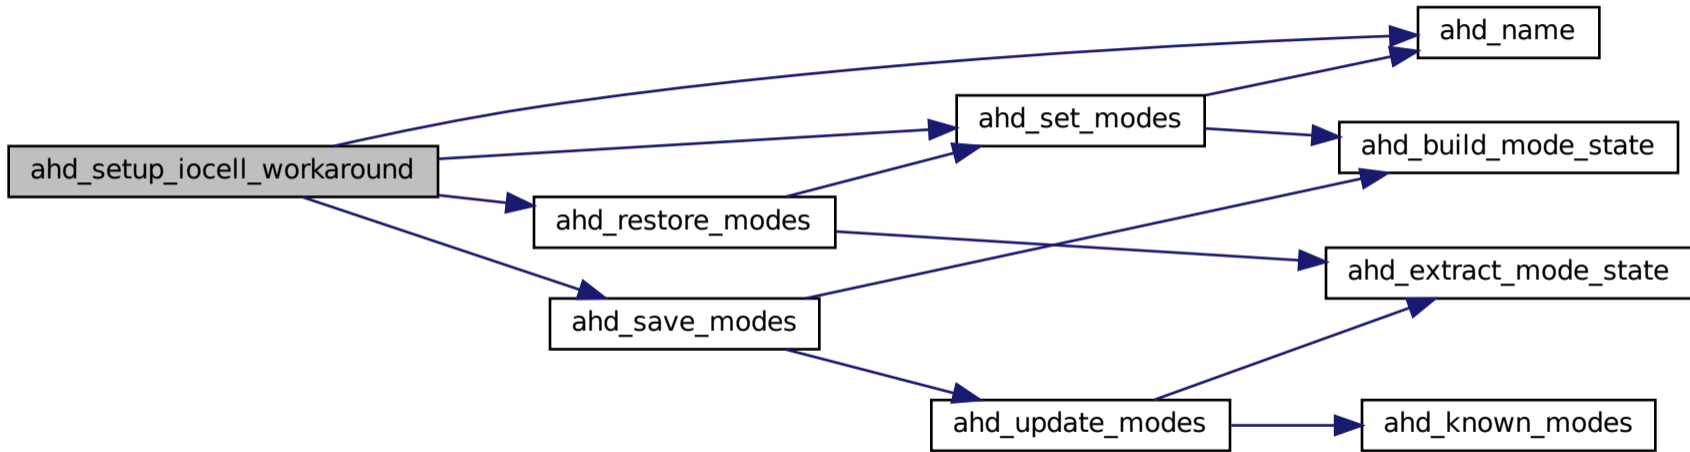 ahd_name
ahd_set_modes
ahd_build_mode_state
ahd_setup_iocell_workaround
ahd_restore_modes
ahd_extract_mode_state
ahd_save_modes
ahd_update_modes
ahd_known_modes